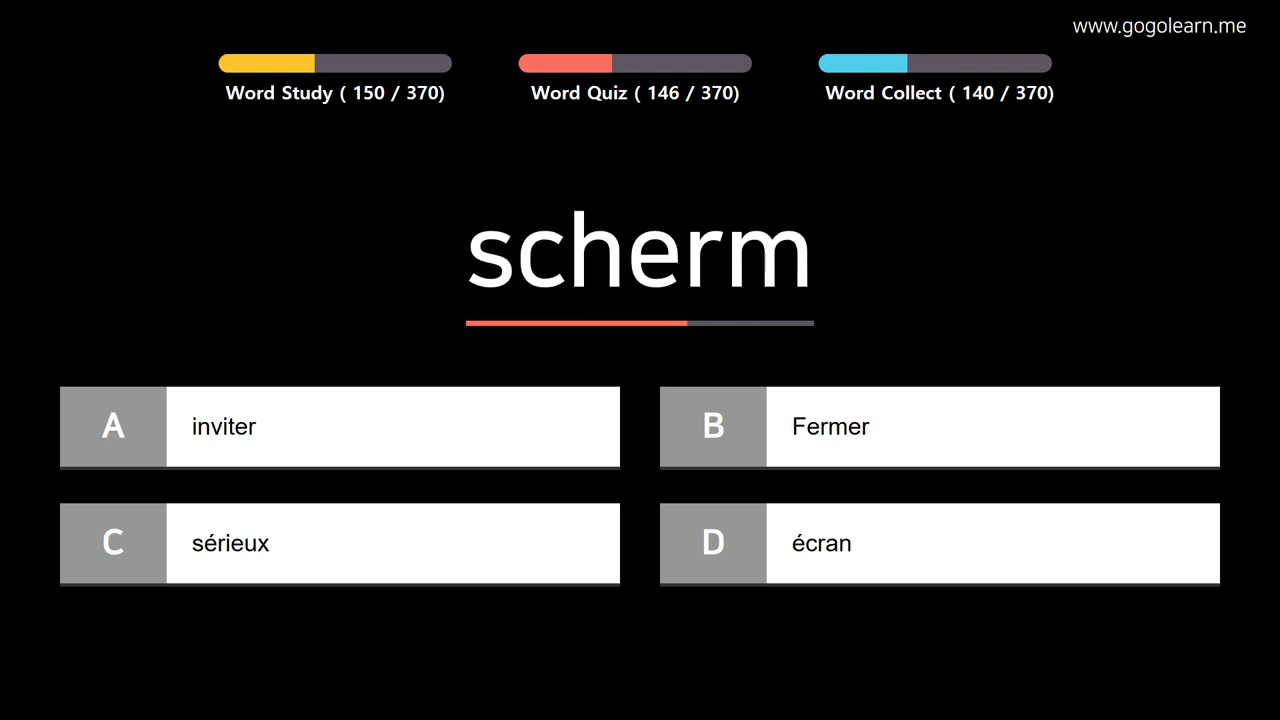 www.gogolearn.me
Word Study ( 150 / 370)
Word Quiz ( 146 / 370)
Word Collect ( 140 / 370)
scherm
A inviter
B Fermer
C sérieux
D écran